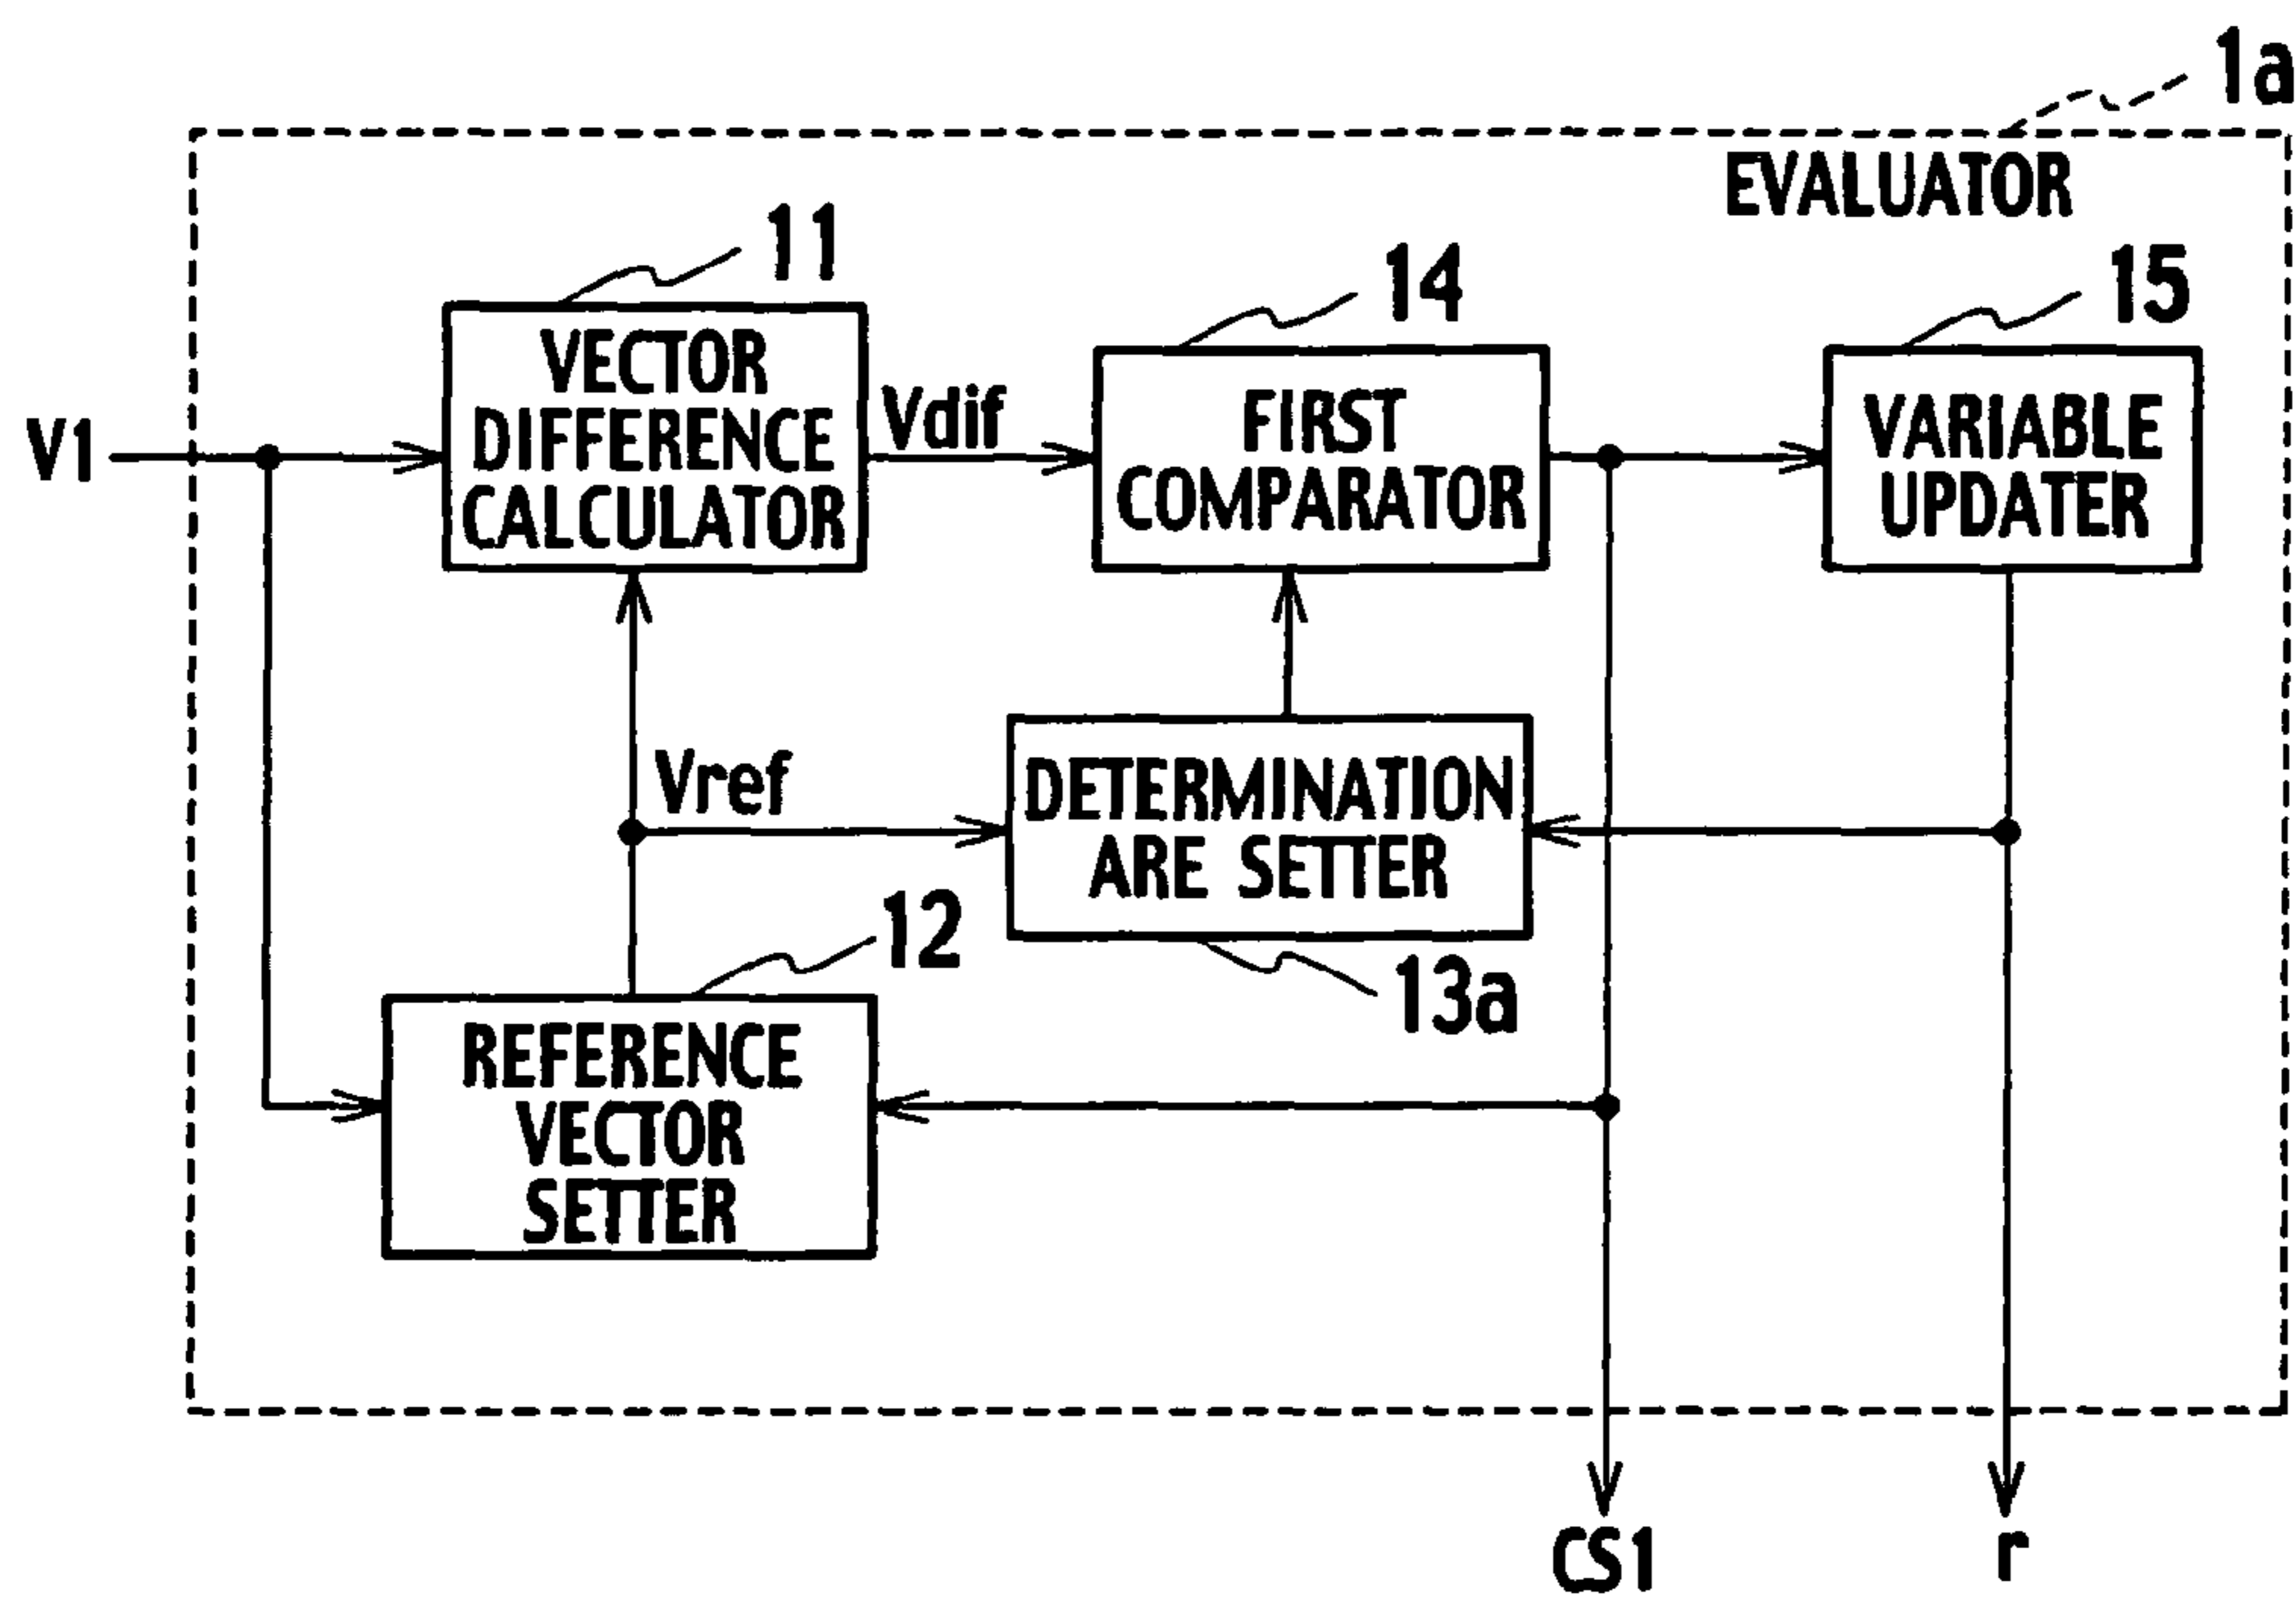 1a
EVALUATOR
11
14
15
VECTOR
DIFFERENCE
CALCULATOR
Vdif
FIRST
COMPARATOR
VARIABLE
UPDATER
V1
Vref
DETERMINATION
ARE SETTER
12
13a
REFERENCE
VECTOR
SETTER
CS1
r